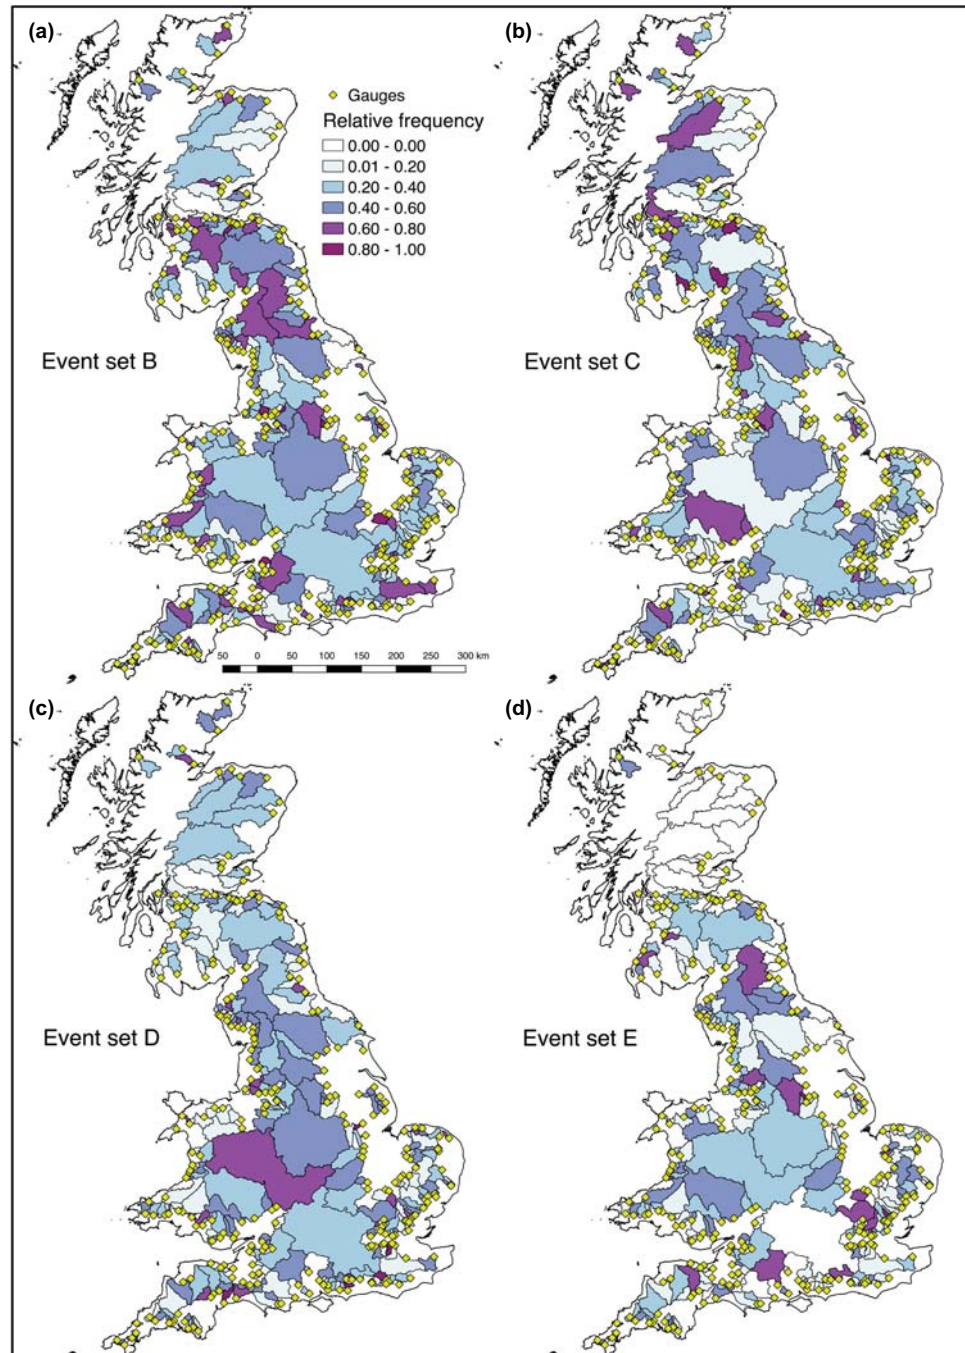 (a)
(b)
Gauges
Relative frequency
0.00 - 0.00
0.01 - 0.20
0.20 - 0.40
0.40 - 0.60
0.60 - 0.80
0.80 - 1.00
Event set B
Event set C
50 0 50 100 150 200 250 300 km
(c)
(d)
Event set D
Event set E